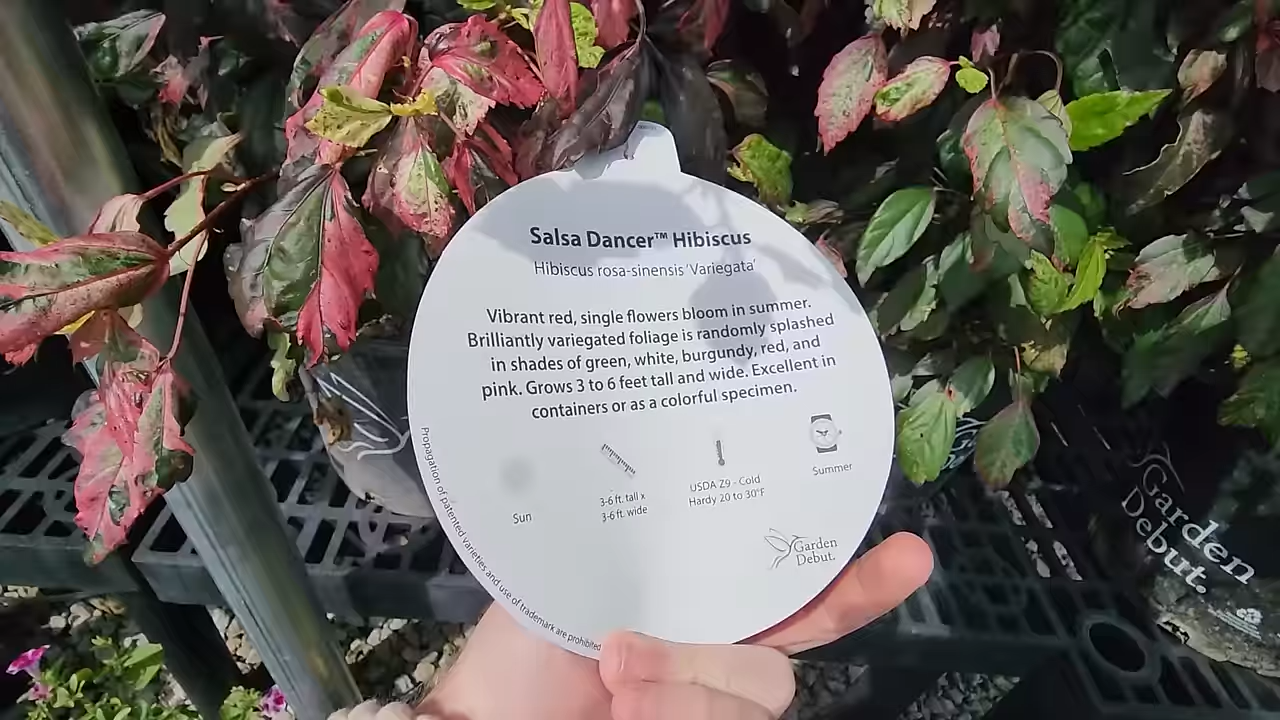 Salsa Dancer™ Hibiscus
Hibiscus rosa-sinensis 'Variegata'
Vibrant red, single flowers bloom in summer.
Brilliantly variegated foliage is randomly splashed
in shades of green, white, burgundy, red, and
pink. Grows 3 to 6 feet tall and wide. Excellent in
containers or as a colorful specimen.
Sun
3-6 ft. tall x
3-6 ft. wide
USDA Z9 - Cold
Hardy 20 to 30°F
Summer
Garden
Debut.
Propagation of patented varieties and use of trademark are prohibited
Garden
Debut.